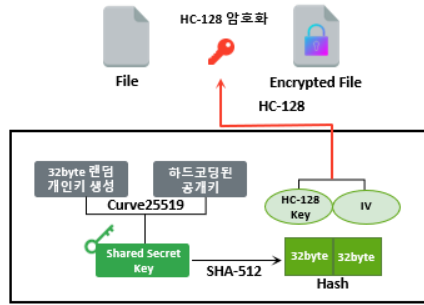 HC-128 암호화
File
Encrypted File
HC-128
32byte 랜덤
개인키 생성
하드코딩된
공개키
Curve25519
HC-128
Key
IV
Shared Secret
Key
SHA-512
32byte
32byte
Hash